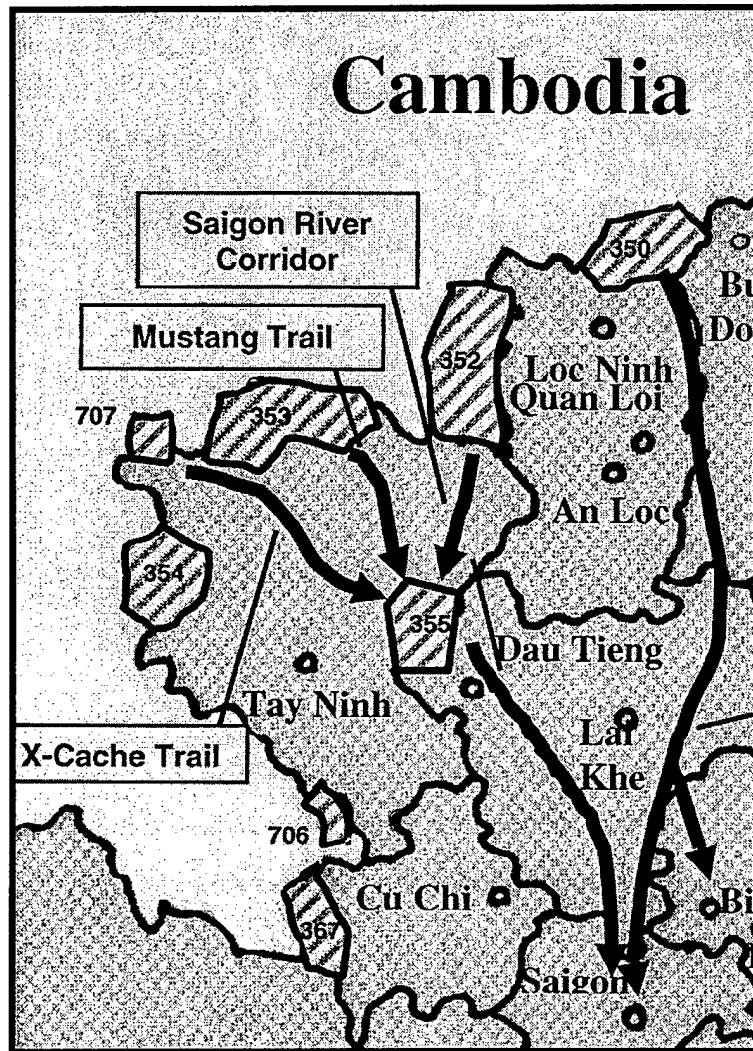 Cambodia
Saigon River
Corridor
350
Mustang Trail
352
Loc Ninh
707
353
Quan Loi
An Loc
354
355
Dau Tieng
Tay Ninh
Lai
Khe
X-Cache Trail
706
Cu Chi
367
Saigon